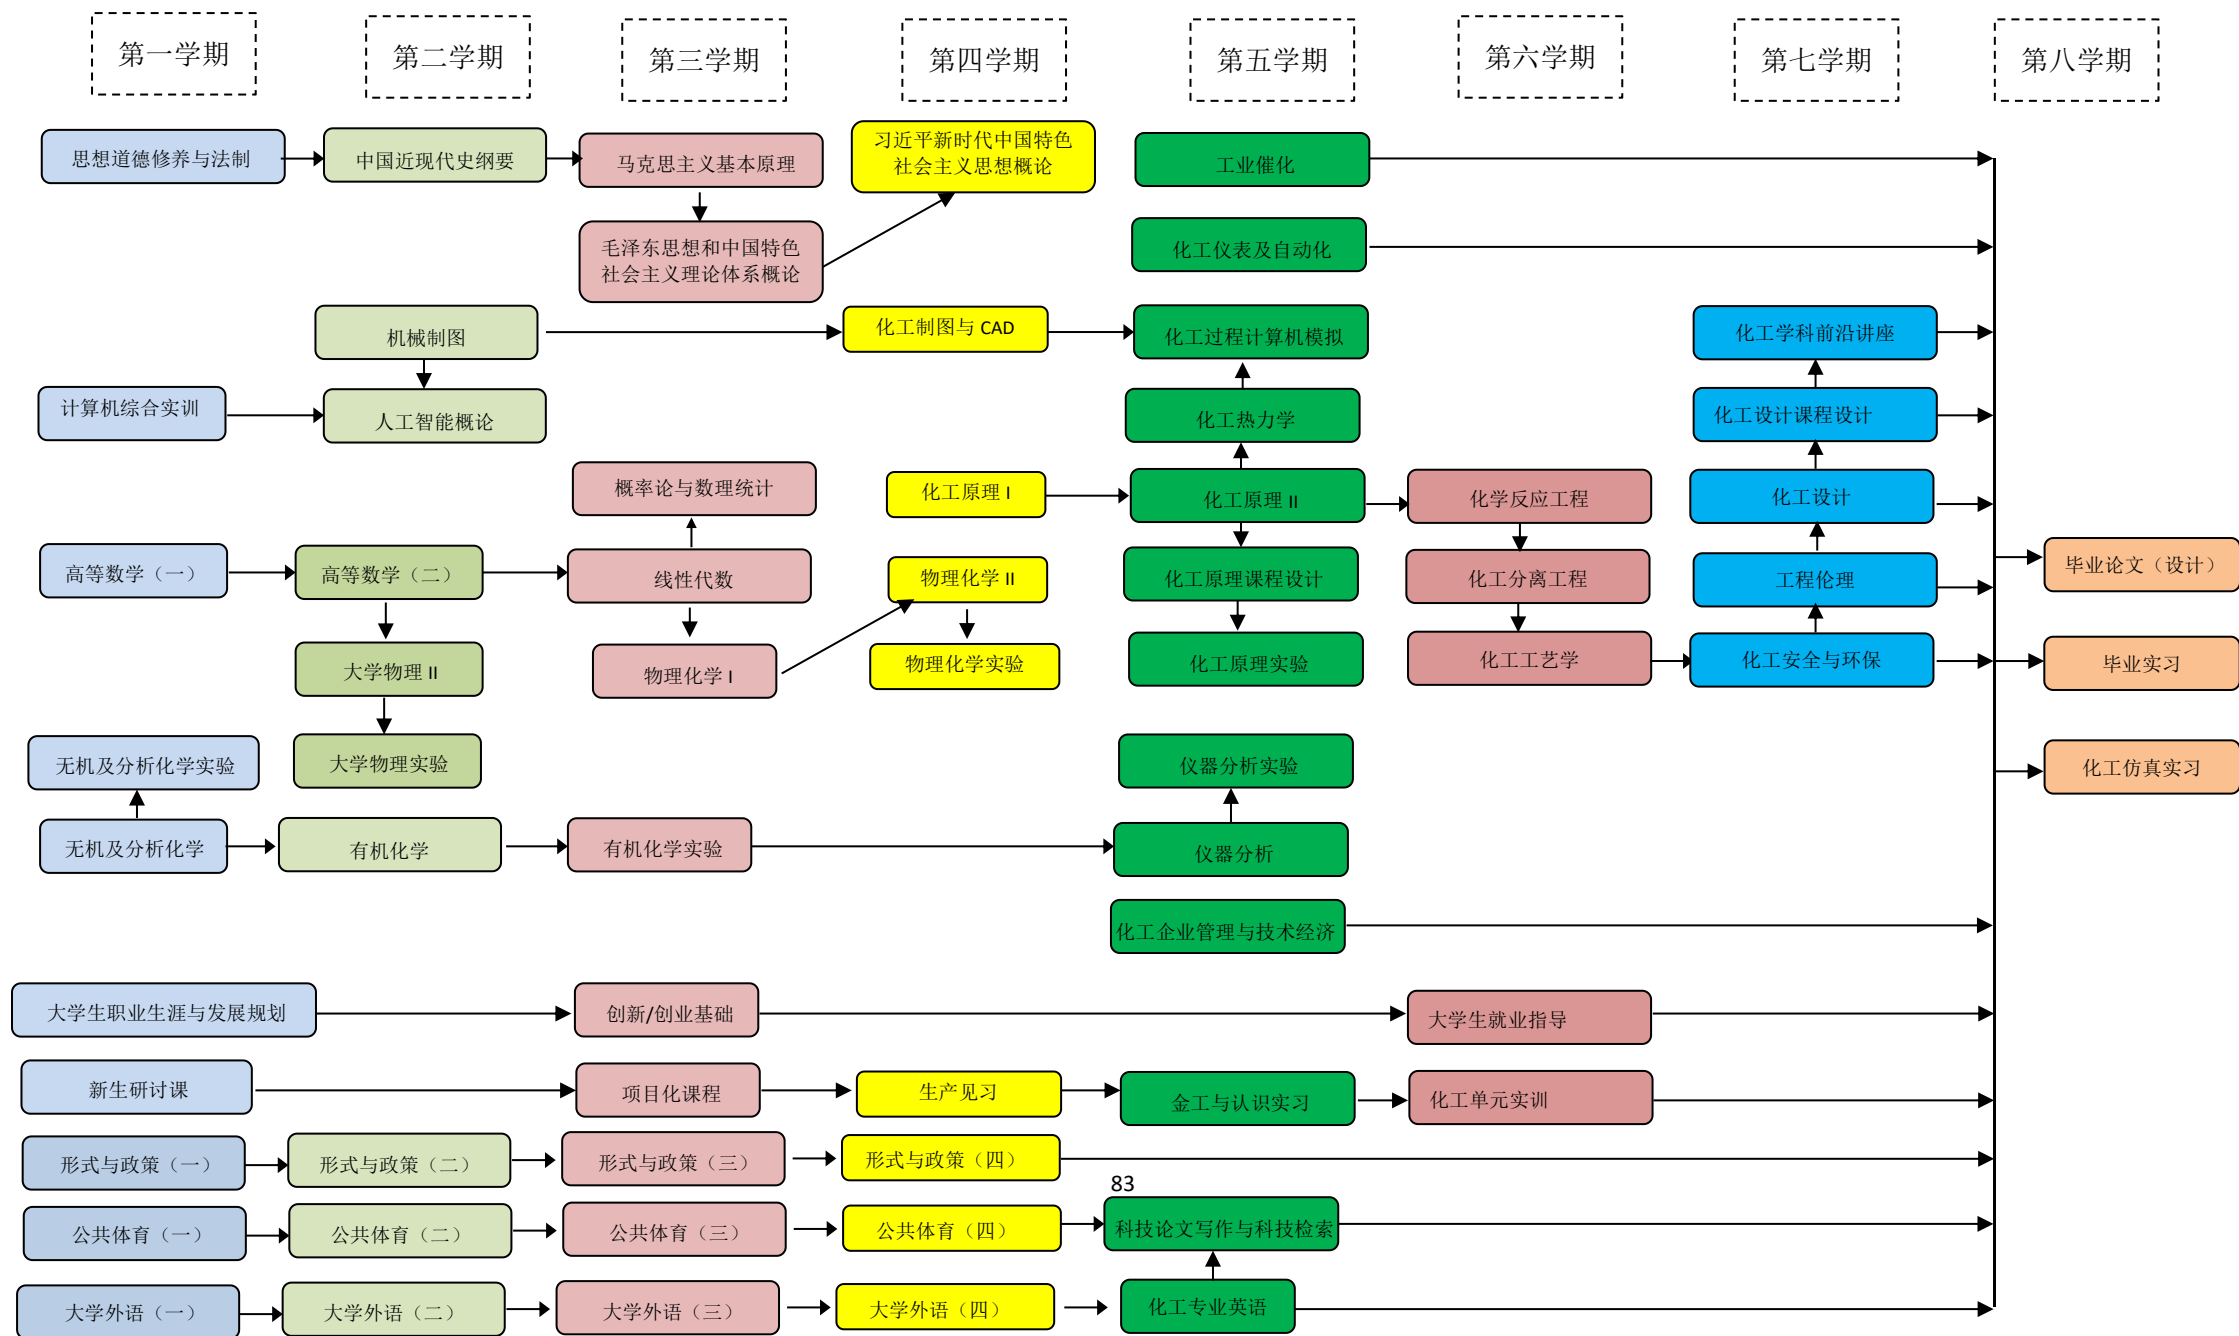 第一学期
第二学期
第三学期
第四学期
第五学期
第六学期
第七学期
第八学期
思想道德修养与法制
中国近现代史纲要
马克思主义基本原理
习近平新时代中国特色
社会主义思想概论
工业催化
毛泽东思想和中国特色
社会主义理论体系概论
化工仪表及自动化
机械制图
化工制图与 CAD
化工过程计算机模拟
化工学科前沿讲座
计算机综合实训
人工智能概论
化工热力学
化工设计课程设计
概率论与数理统计
化工原理 I
化工原理 II
化学反应工程
化工设计
高等数学（一）
高等数学（二）
线性代数
物理化学 II
化工原理课程设计
化工分离工程
工程伦理
毕业论文（设计）
大学物理 II
物理化学 I
物理化学实验
化工原理实验
化工工艺学
化工安全与环保
毕业实习
无机及分析化学实验
大学物理实验
仪器分析实验
化工仿真实习
无机及分析化学
有机化学
有机化学实验
仪器分析
化工企业管理与技术经济
大学生职业生涯与发展规划
创新/创业基础
大学生就业指导
新生研讨课
项目化课程
生产见习
金工与认识实习
化工单元实训
形式与政策（一）
形式与政策（二）
形式与政策（三）
形式与政策（四）
83
公共体育（一）
公共体育（二）
公共体育（三）
公共体育（四）
科技论文写作与科技检索
大学外语（一）
大学外语（二）
大学外语（三）
大学外语（四）
化工专业英语